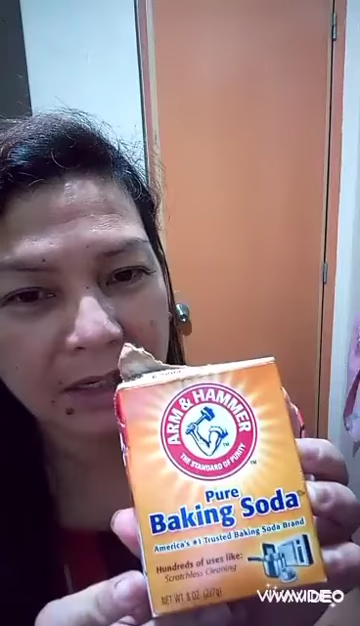 ARM & HAMMER
THE STANDARD OF PURITY
Pure
Baking Soda
America's #1 Trusted Baking Soda Brand
Hundreds of uses like:
Scratchless Cleaning
NET WT 8 OZ (227g)
VIVAVIDEO